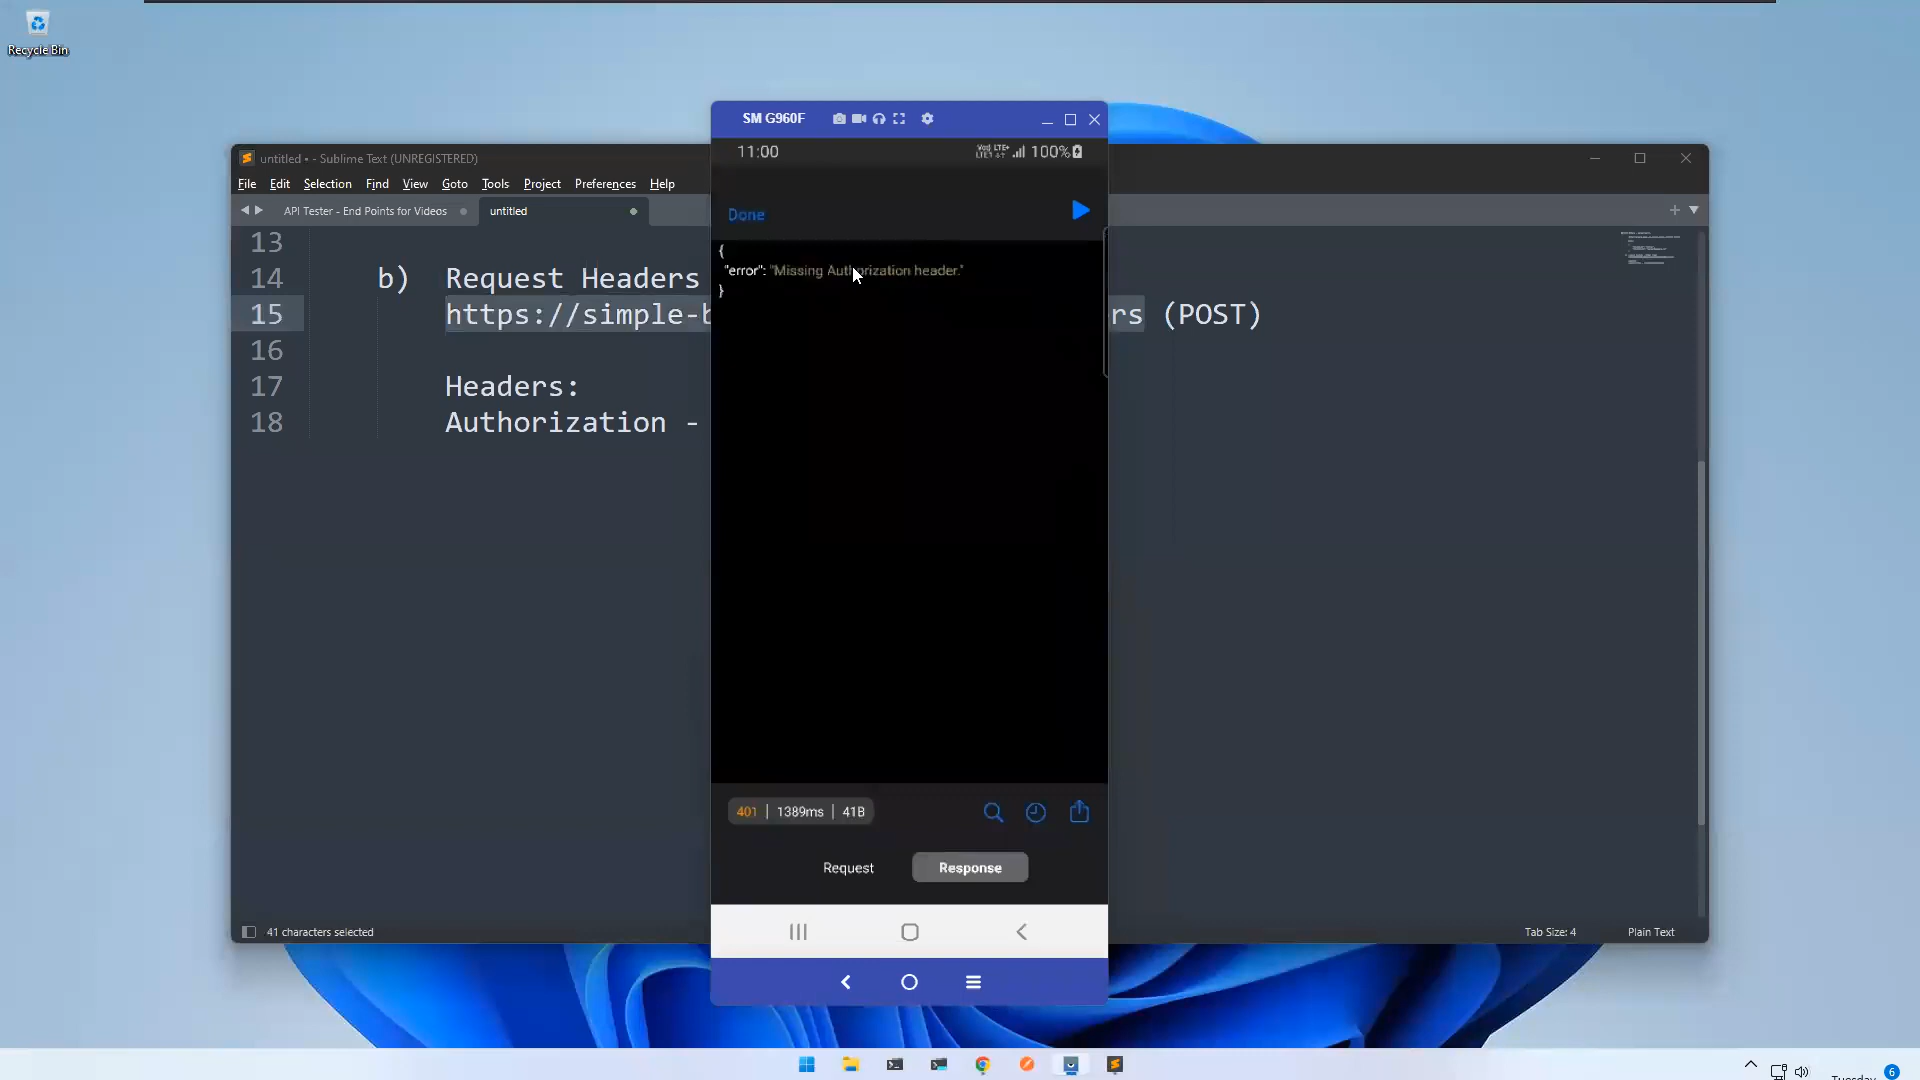 Recycle Bin
SM G960F
11:00
100%
Done
{
"error": "Missing Authorization header."
}
401 | 1389ms | 41B
Request
Response
untitled • - Sublime Text (UNREGISTERED)
File Edit Selection Find View Goto Tools Project Preferences Help
API Tester - End Points for Videos
untitled
13
14 b) Request Headers
15 https://simple-b rs (POST)
16
17 Headers:
18 Authorization -
41 characters selected
Tab Size: 4
Plain Text
6